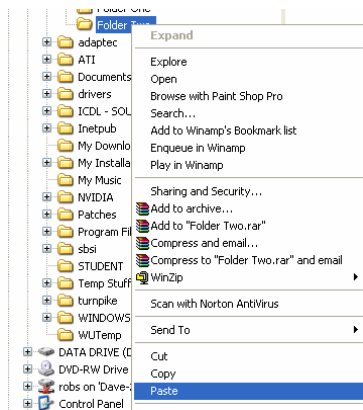 Folder One
Folder Two
adaptec
ATI
Documents
drivers
ICDL - SOL
Inetpub
My Downlo
My Installa
My Music
NVIDIA
Patches
Program Fil
sbsi
STUDENT
Temp Stuff
turnpike
WINDOWS
WUTemp
DATA DRIVE (D
DVD-RW Drive
robs on 'Dave-2
Control Panel
Expand
Explore
Open
Browse with Paint Shop Pro
Search...
Add to Winamp's Bookmark list
Enqueue in Winamp
Play in Winamp
Sharing and Security...
Add to archive...
Add to "Folder Two.rar"
Compress and email...
Compress to "Folder Two.rar" and email
WinZip
Scan with Norton AntiVirus
Send To
Cut
Copy
Paste